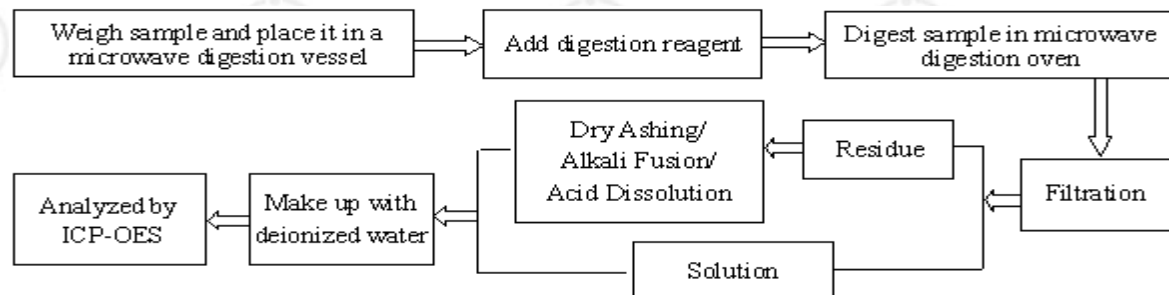 Weigh sample and place it in a
microwave digestion vessel
Add digestion reagent
Digest sample in microwave
digestion oven
Filtration
Residue
Dry Ashing/
Alkali Fusion/
Acid Dissolution
Solution
Make up with
deionized water
Analyzed by
ICP-OES